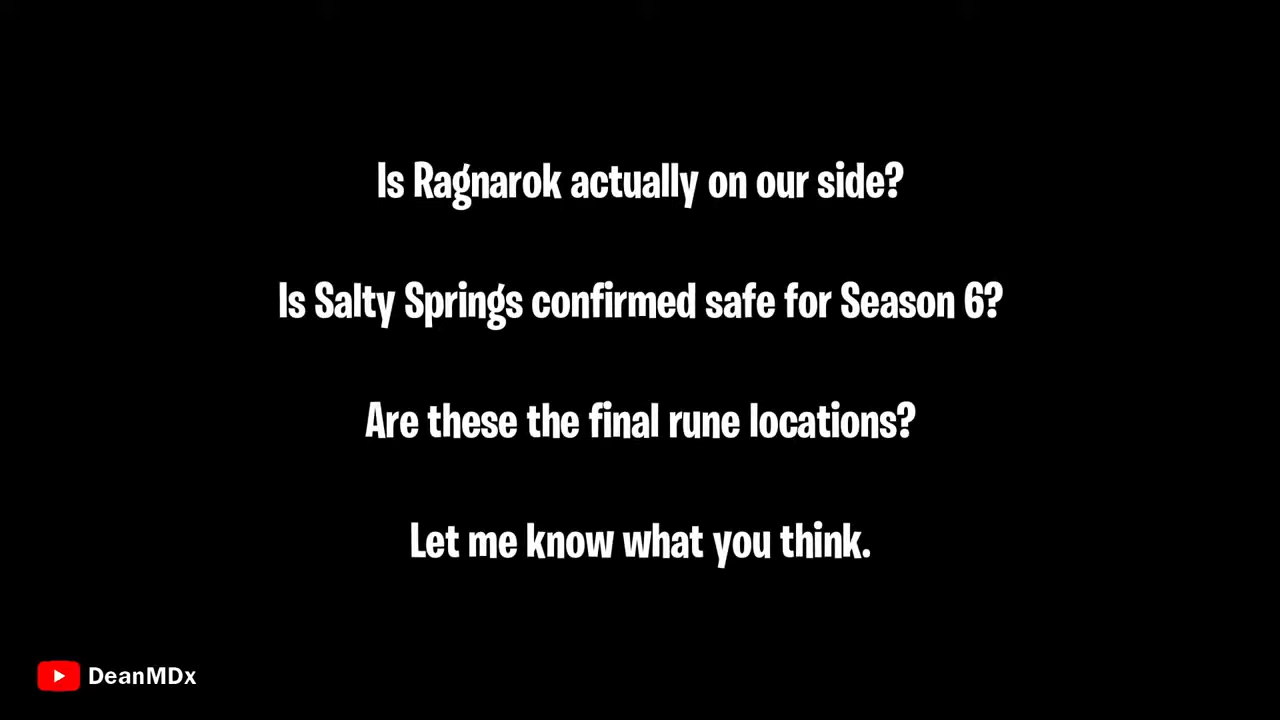 Is Ragnarok actually on our side?
Is Salty Springs confirmed safe for Season 6?
Are these the final rune locations?
Let me know what you think.
DeanMDx